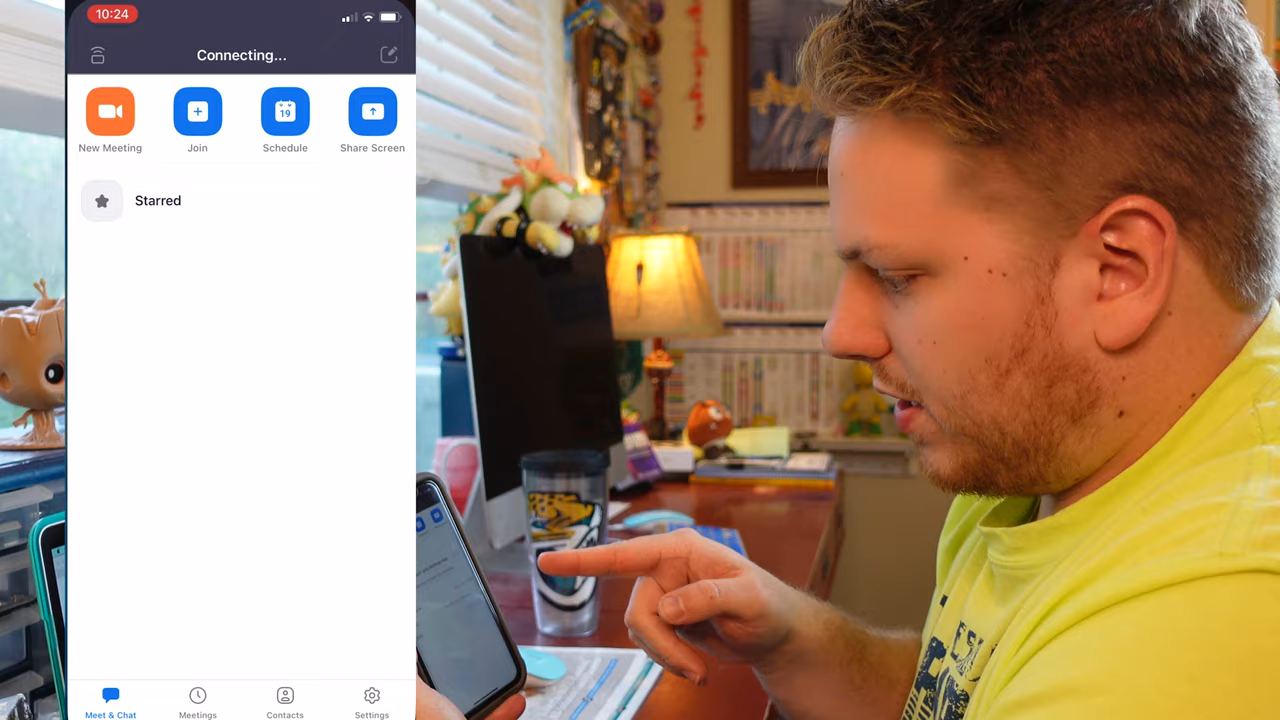 10:24
Connecting...
New Meeting
Join
19
Schedule
Share Screen
Starred
Meet & Chat
Meetings
Contacts
Settings